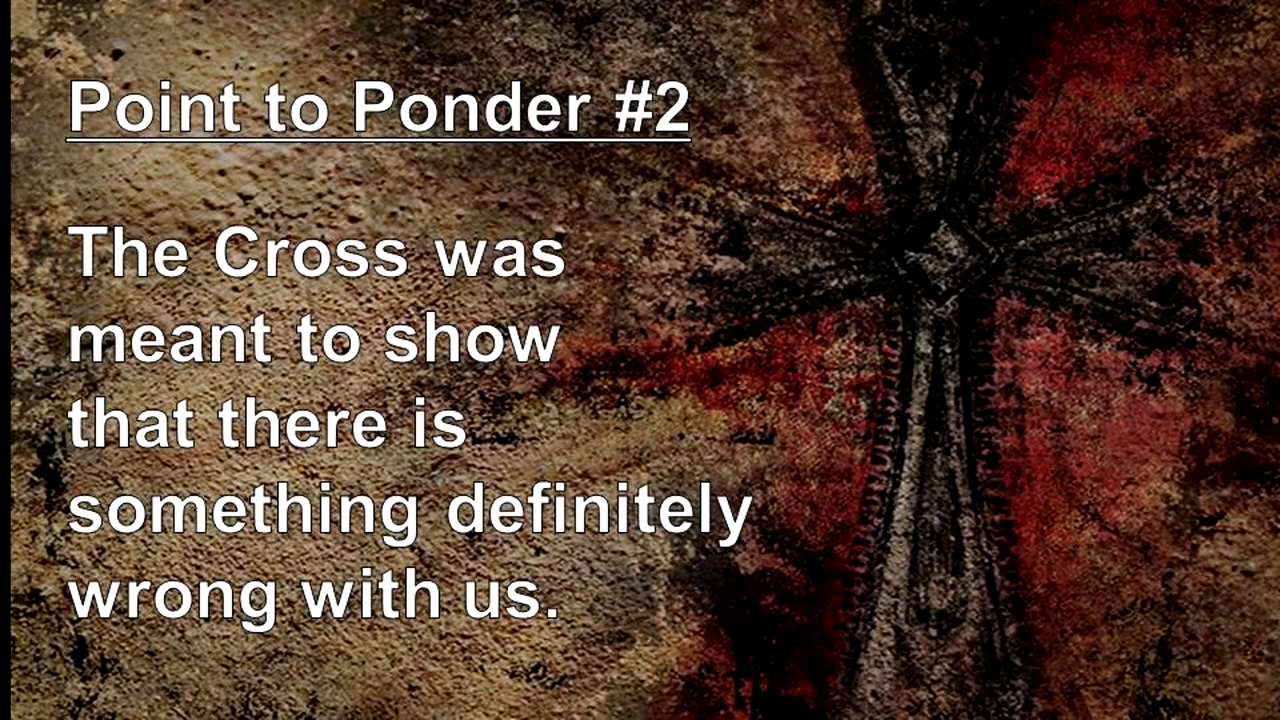 Point to Ponder #2
The Cross was
meant to show
that there is
something definitely
wrong with us.